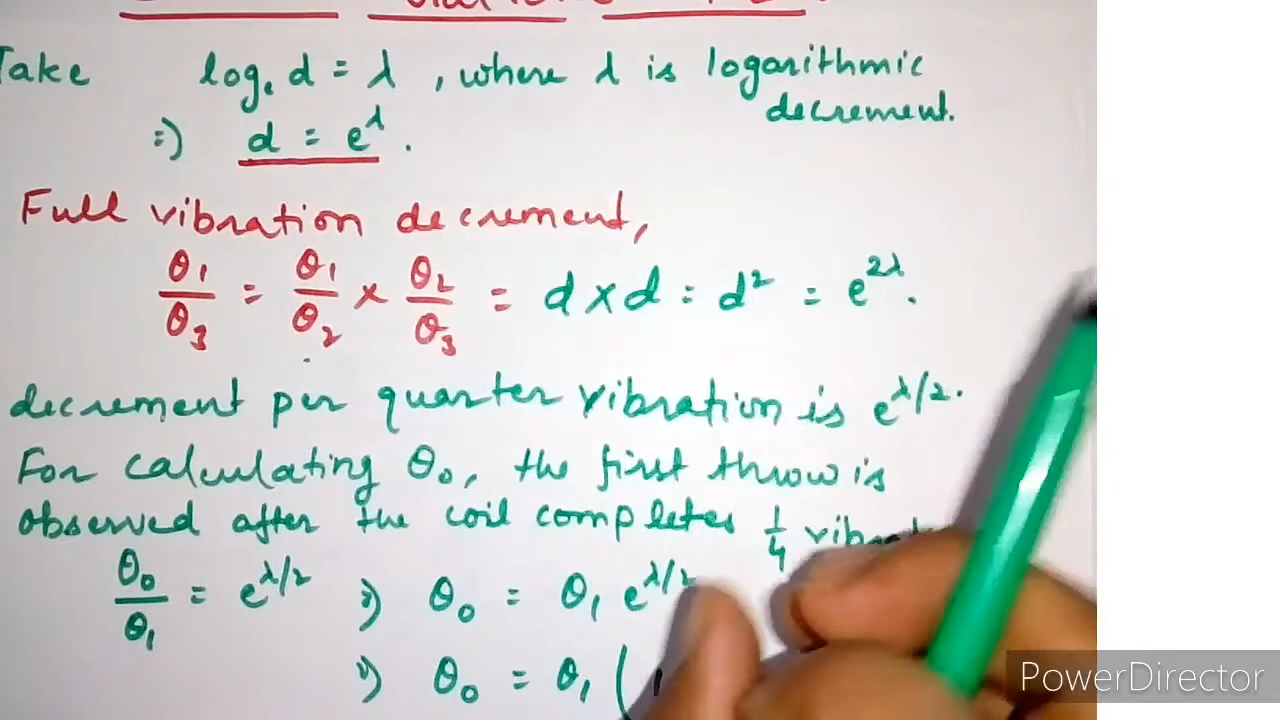 Take logₑ d = λ , where λ is logarithmic
decrement.
=) d = e^λ .
Full vibration decrement,
θ₁/θ₃ = θ₁/θ₂ × θ₂/θ₃ = d × d = d² = e^2λ .
decrement per quarter vibration is e^λ/2.
For calculating θ₀, the first throw is
observed after the coil completes 1/4
θ₀/θ₁ = e^λ/2 =) θ₀ = θ₁ e^λ/2
=) θ₀ = θ₁ (
PowerDirector